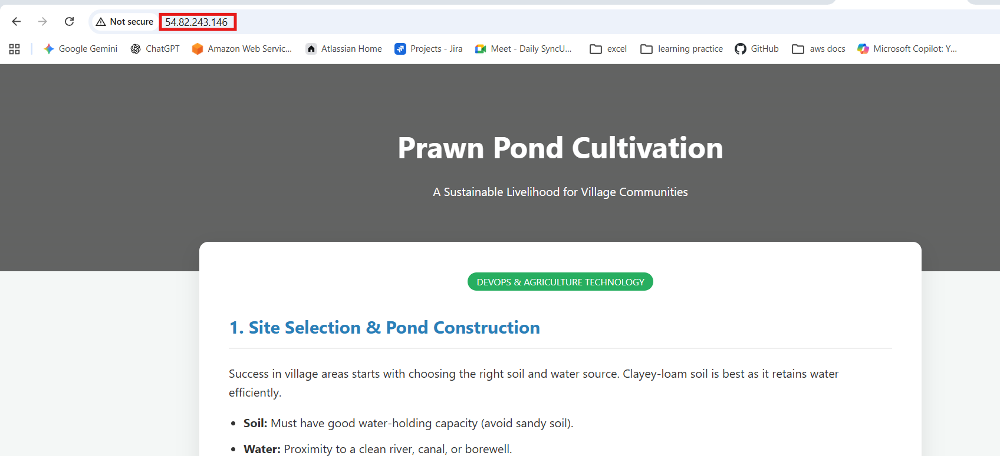 Not secure 54.82.243.146
Google Gemini ChatGPT Amazon Web Servic... Atlassian Home Projects - Jira Meet - Daily SyncU... excel learning practice GitHub aws docs Microsoft Copilot: Y...
Prawn Pond Cultivation
A Sustainable Livelihood for Village Communities
DEVOPS & AGRICULTURE TECHNOLOGY
1. Site Selection & Pond Construction
Success in village areas starts with choosing the right soil and water source. Clayey-loam soil is best as it retains water
efficiently.
• Soil: Must have good water-holding capacity (avoid sandy soil).
• Water: Proximity to a clean river, canal, or borewell.